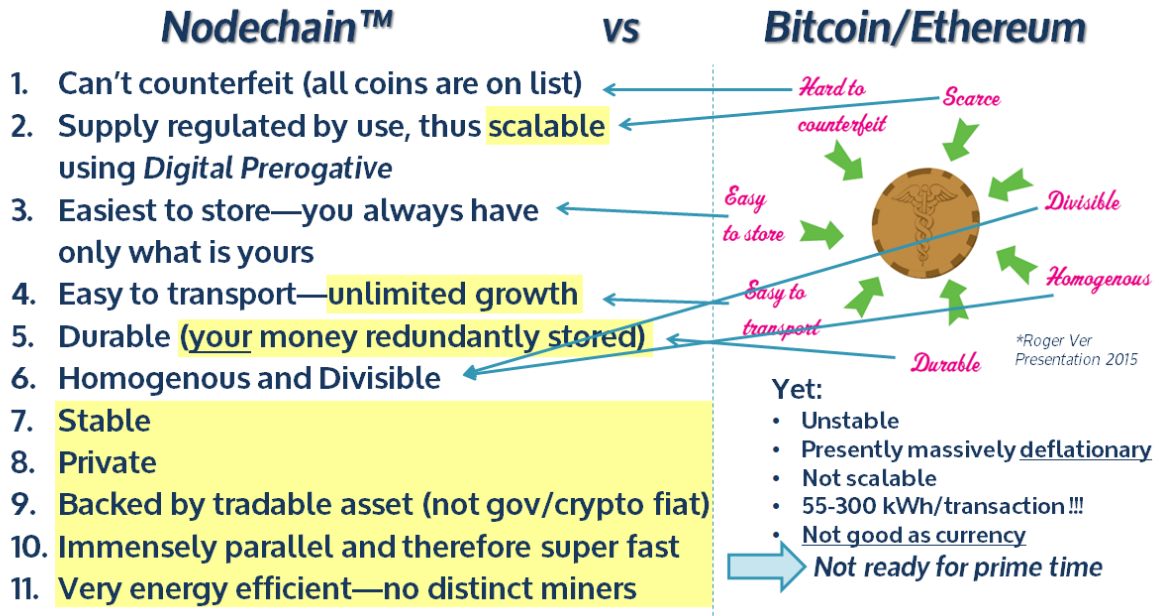 Nodechain™ vs Bitcoin/Ethereum
1. Can't counterfeit (all coins are on list)
2. Supply regulated by use, thus scalable
using Digital Prerogative
3. Easiest to store—you always have
only what is yours
4. Easy to transport—unlimited growth
5. Durable (your money redundantly stored)
6. Homogenous and Divisible
7. Stable
8. Private
9. Backed by tradable asset (not gov/crypto fiat)
10. Immensely parallel and therefore super fast
11. Very energy efficient—no distinct miners
Hard to
counterfeit
Scarce
Easy
to store
Divisible
Easy to
transport
Homogenous
Durable
*Roger Ver
Presentation 2015
Yet:
• Unstable
• Presently massively deflationary
• Not scalable
• 55-300 kWh/transaction !!!
• Not good as currency
Not ready for prime time